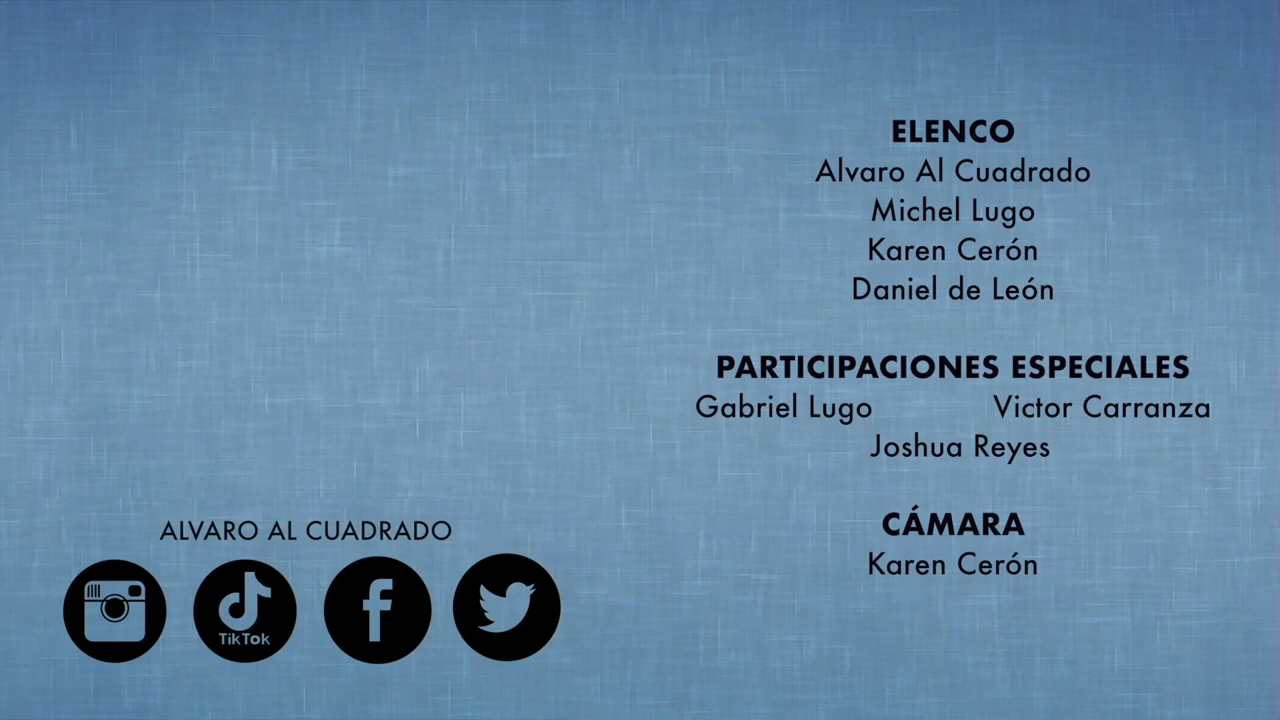 ELENCO
Alvaro Al Cuadrado
Michel Lugo
Karen Cerón
Daniel de León
PARTICIPACIONES ESPECIALES
Gabriel Lugo Victor Carranza
Joshua Reyes
CÁMARA
Karen Cerón
ALVARO AL CUADRADO
TikTok